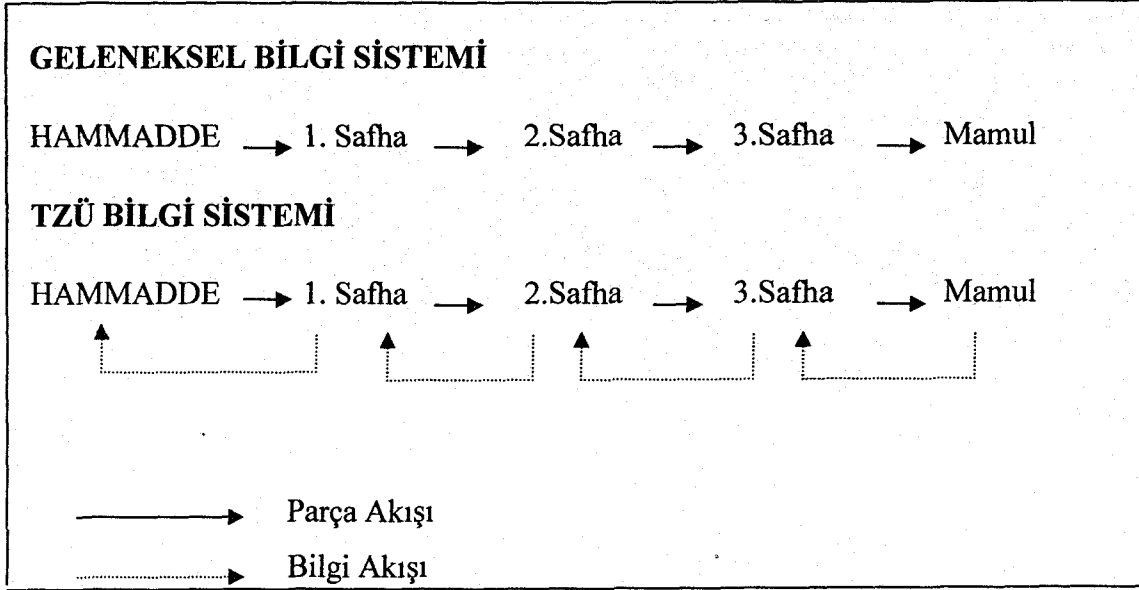 GELENEKSEL BİLGİ SİSTEMİ
HAMMADDE 1. Safha 2.Safha 3.Safha Mamul
TZÜ BİLGİ SİSTEMİ
HAMMADDE 1. Safha 2.Safha 3.Safha Mamul
Parça Akışı
Bilgi Akışı